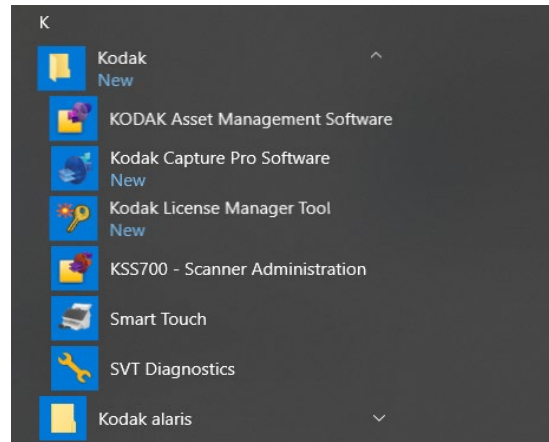 K
Kodak
New
KODAK Asset Management Software
Kodak Capture Pro Software
New
Kodak License Manager Tool
New
KSS700 - Scanner Administration
Smart Touch
SVT Diagnostics
Kodak alaris